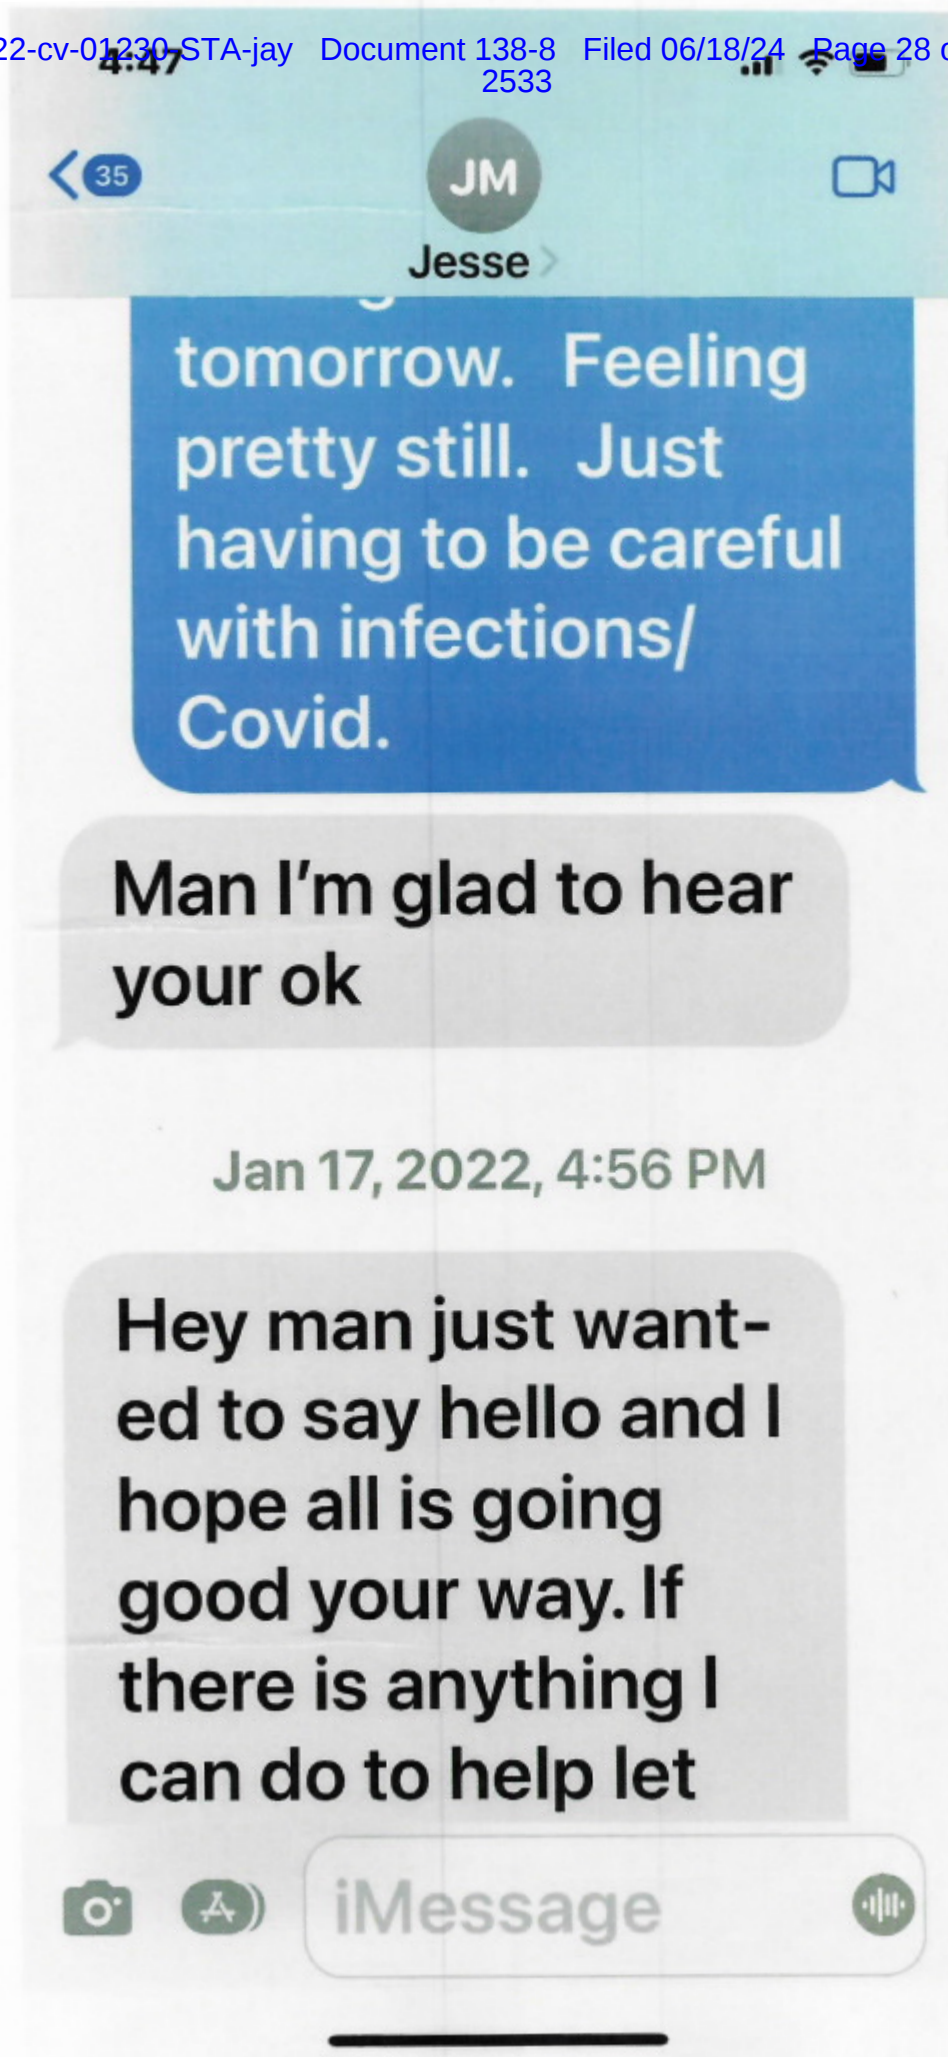 22-cv-01230-STA-jay Document 138-8 Filed 06/18/24 Page 28 o
2533
4:47
35
JM
Jesse
tomorrow. Feeling
pretty still. Just
having to be careful
with infections/
Covid.
Man I'm glad to hear
your ok
Jan 17, 2022, 4:56 PM
Hey man just want-
ed to say hello and I
hope all is going
good your way. If
there is anything I
can do to help let
iMessage